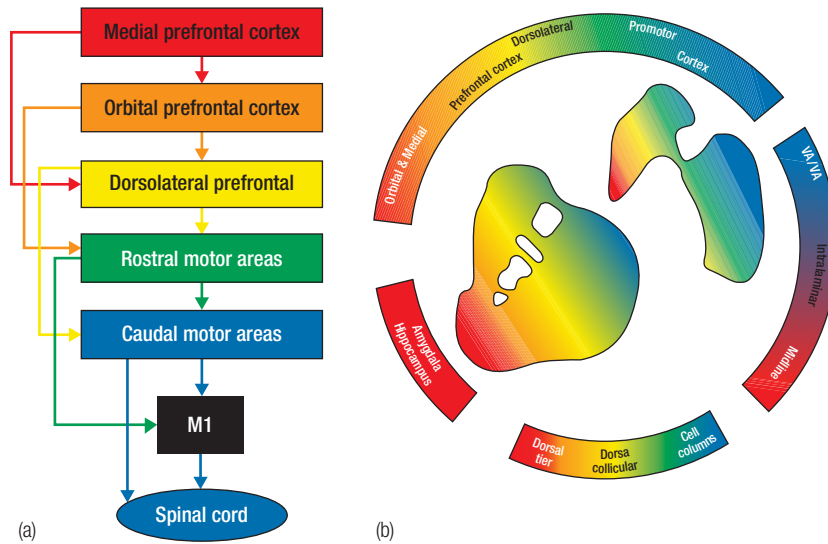 Medial prefrontal cortex
Orbital prefrontal cortex
Dorsolateral prefrontal
Rostral motor areas
Caudal motor areas
M1
Spinal cord
(a)
Orbital & Medial
Prefrontal cortex
Dorsolateral
Promotor
Cortex
VA/VA
Intralaminar
Midline
Amygdala
Hippocampus
Dorsal
tier
Dorsa
collicular
Cell
columns
(b)